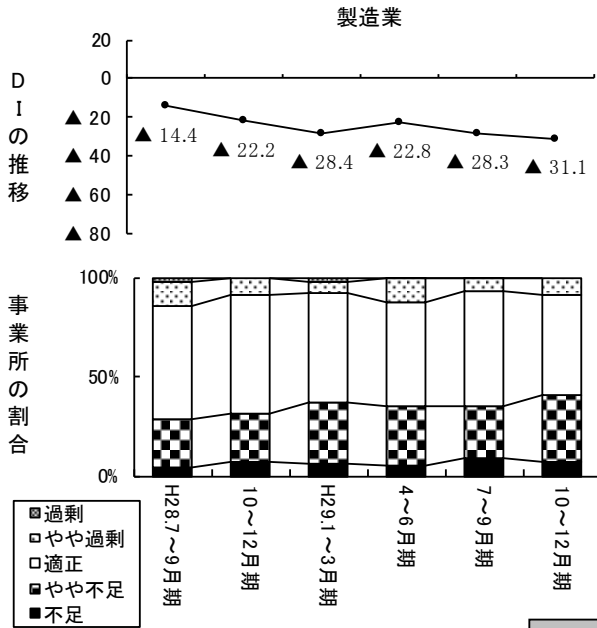 製造業
DIの推移
20
0
▲ 20
▲ 40
▲ 60
▲ 80
▲ 14.4
▲ 22.2
▲ 28.4
▲ 22.8
▲ 28.3
▲ 31.1
事業所の割合
100%
50%
0%
H28.7～9月期
10～12月期
H29.1～3月期
4～6月期
7～9月期
10～12月期
過剰
やや過剰
適正
やや不足
不足